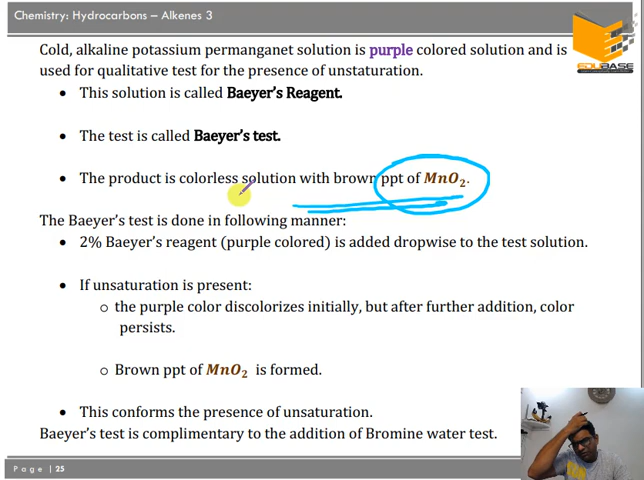 Chemistry: Hydrocarbons – Alkenes 3
Cold, alkaline potassium permanganet solution is purple colored solution and is
used for qualitative test for the presence of unstaturation.
• This solution is called Baeyer's Reagent.
• The test is called Baeyer's test.
• The product is colorless solution with brown ppt of MnO2.
The Baeyer's test is done in following manner:
• 2% Baeyer's reagent (purple colored) is added dropwise to the test solution.
• If unsaturation is present:
o the purple color discolorizes initially, but after further addition, color
persists.
o Brown ppt of MnO2 is formed.
• This conforms the presence of unsaturation.
Baeyer's test is complimentary to the addition of Bromine water test.
Page | 25
EDUBASE